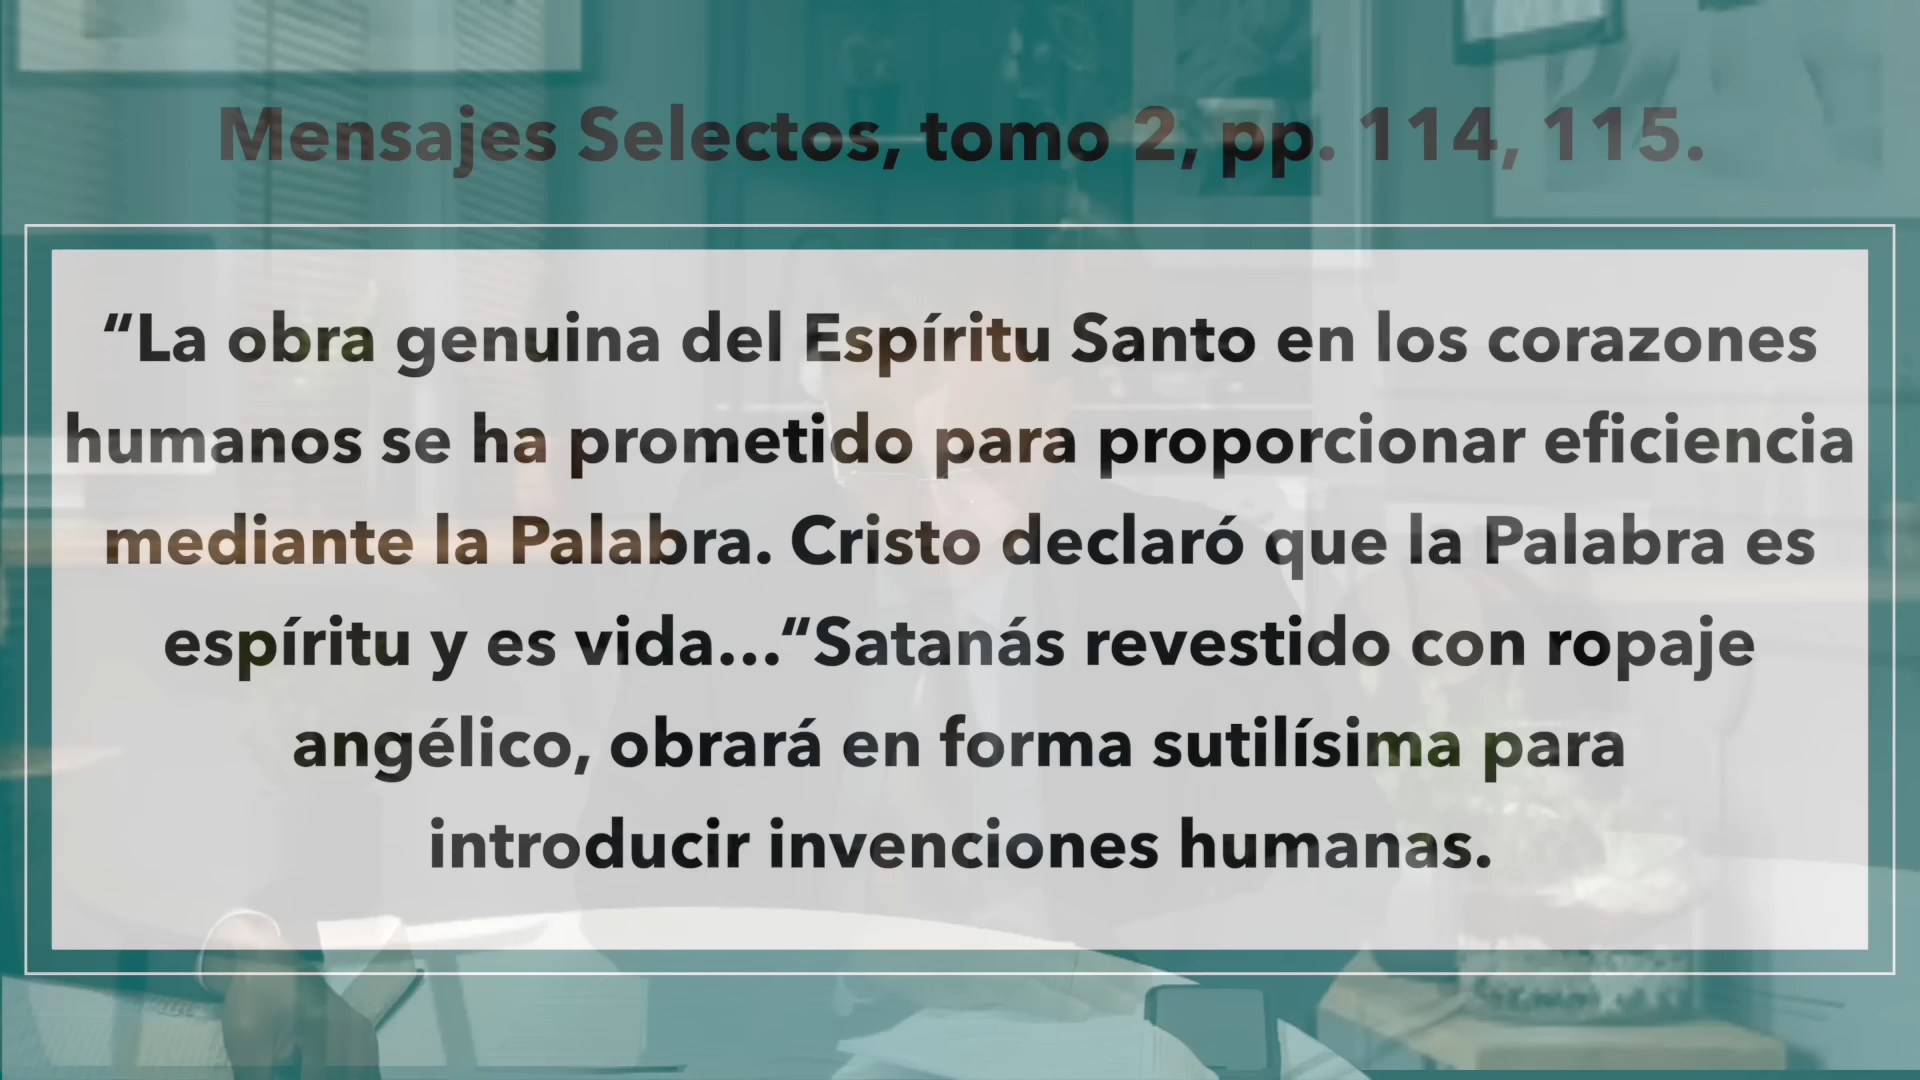 Mensajes Selectos, tomo 2, pp. 114, 115.
“La obra genuina del Espíritu Santo en los corazones
humanos se ha prometido para proporcionar eficiencia
mediante la Palabra. Cristo declaró que la Palabra es
espíritu y es vida...“Satanás revestido con ropaje
angélico, obrará en forma sutilísima para
introducir invenciones humanas.